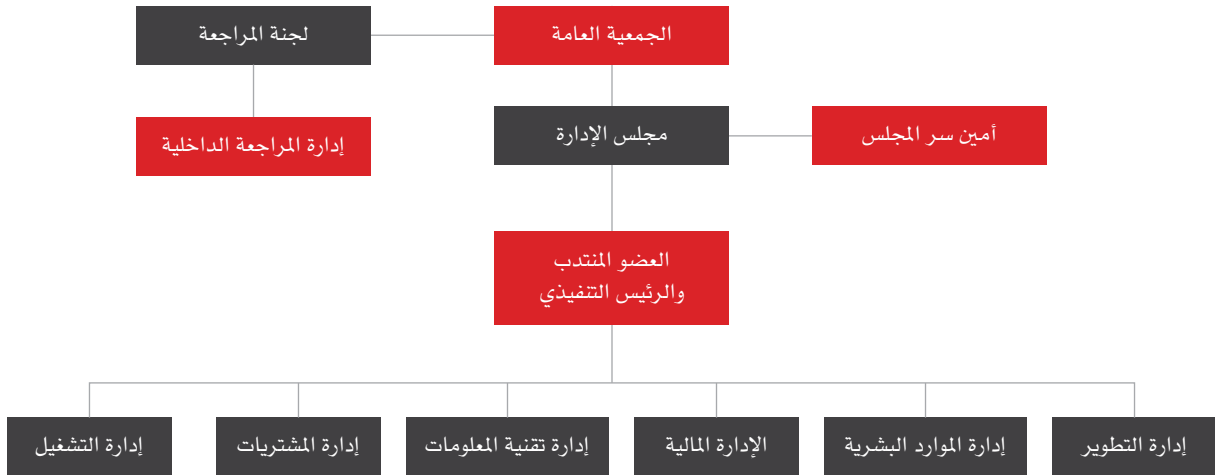 الجمعية العامة
لجنة المراجعة
أمين سر المجلس
مجلس الإدارة
إدارة المراجعة الداخلية
العضو المنتدب
والرئيس التنفيذي
إدارة التطوير
إدارة الموارد البشرية
الإدارة المالية
إدارة تقنية المعلومات
إدارة المشتريات
إدارة التشغيل